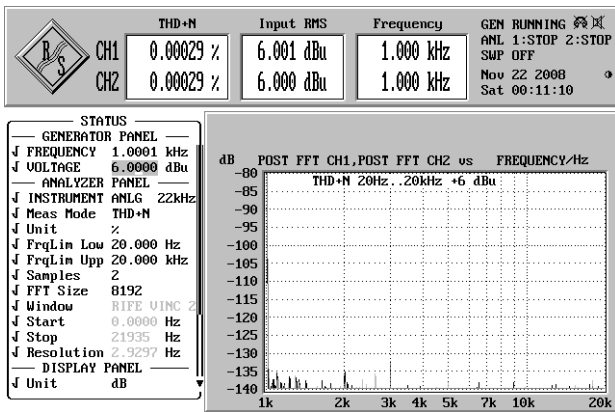 THD+N Input RMS Frequency
GEN RUNNING
ANL 1:STOP 2:STOP
SWP OFF
Nov 22 2008
Sat 00:11:10
R S
CH1 0.00029 % 6.001 dBu 1.000 kHz
CH2 0.00029 % 6.000 dBu 1.000 kHz
STATUS
GENERATOR PANEL
FREQUENCY 1.0001 kHz
VOLTAGE 6.0000 dBu
ANALYZER PANEL
INSTRUMENT ANLG 22kHz
Meas Mode THD+N
Unit %
FrqLim Low 20.000 Hz
FrqLim Upp 20.000 kHz
Samples 2
FFT Size 8192
Window RIFE VINC 2
Start 0.0000 Hz
Stop 21935 Hz
Resolution 2.9297 Hz
DISPLAY PANEL
Unit dB
dB POST FFT CH1,POST FFT CH2 vs FREQUENCY/Hz
THD+N 20Hz..20kHz +6 dBu
-80
-85
-90
-95
-100
-105
-110
-115
-120
-125
-130
-135
-140
1k 2k 3k 4k 5k 7k 10k 20k